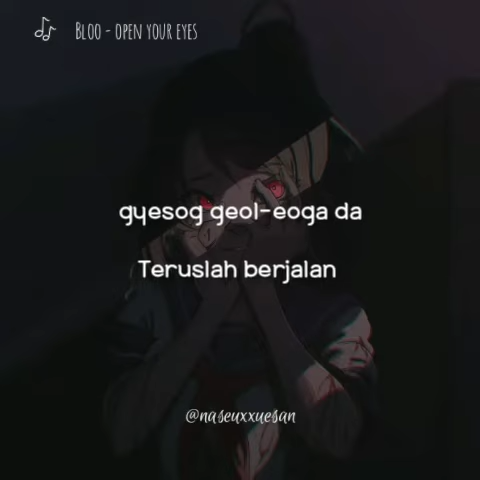 Bloo - open your eyes
gyesog geol-eoga da
Teruslah berjalan
@naseuxxuesan